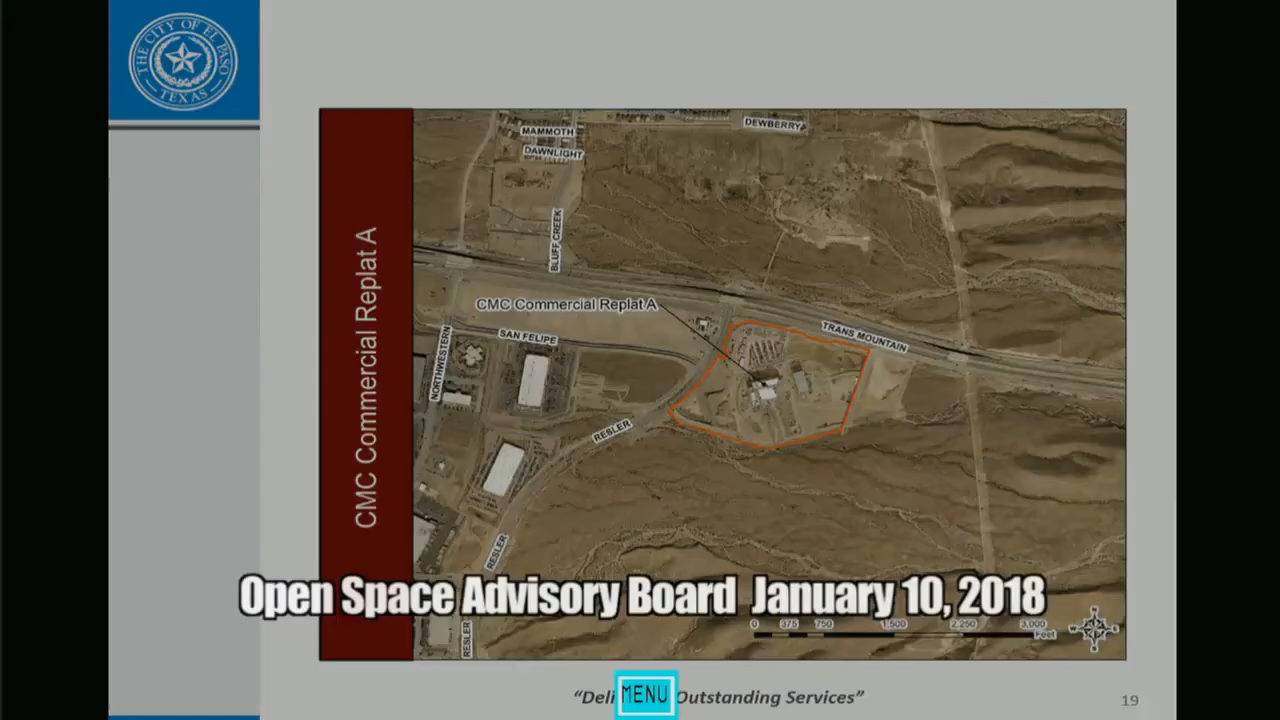 THE CITY OF EL PASO
TEXAS
CMC Commercial Replat A
MAMMOTH
DAWNLIGHT
DEWBERRY
BLUFF CREEK
CMC Commercial Replat A
TRANS MOUNTAIN
SAN FELIPE
NORTHWESTERN
RESLER
RESLER
RESLER
Open Space Advisory Board January 10, 2018
0 375 750 1,500 2,250 3,000
Feet
N
W E
S
“Deli
MENU
Outstanding Services”
19